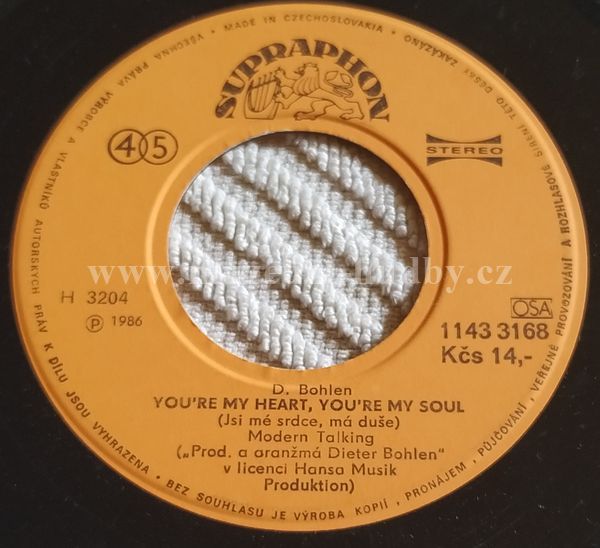 VŠECHNA PRÁVA VÝROBCE A VLASTNÍKŮ AUTORSKÝCH PRÁV K DÍLU JSOU VYHRAZENA • BEZ SOUHLASU JE VÝROBA KOPIÍ, PRONÁJEM, PŮJČOVÁNÍ, VEŘEJNÉ PROVOZOVÁNÍ A ROZHLASOVÉ ŠÍŘENÍ TÉTO DESKY ZAKÁZÁNO
MADE IN CZECHOSLOVAKIA
SUPRAPHON
45
STEREO
H 3204
Ⓟ 1986
OSA
1143 3168
Kčs 14,-
D. Bohlen
YOU'RE MY HEART, YOU'RE MY SOUL
(Jsi mé srdce, má duše)
Modern Talking
(„Prod. a aranžmá Dieter Bohlen"
v licenci Hansa Musik
Produktion)